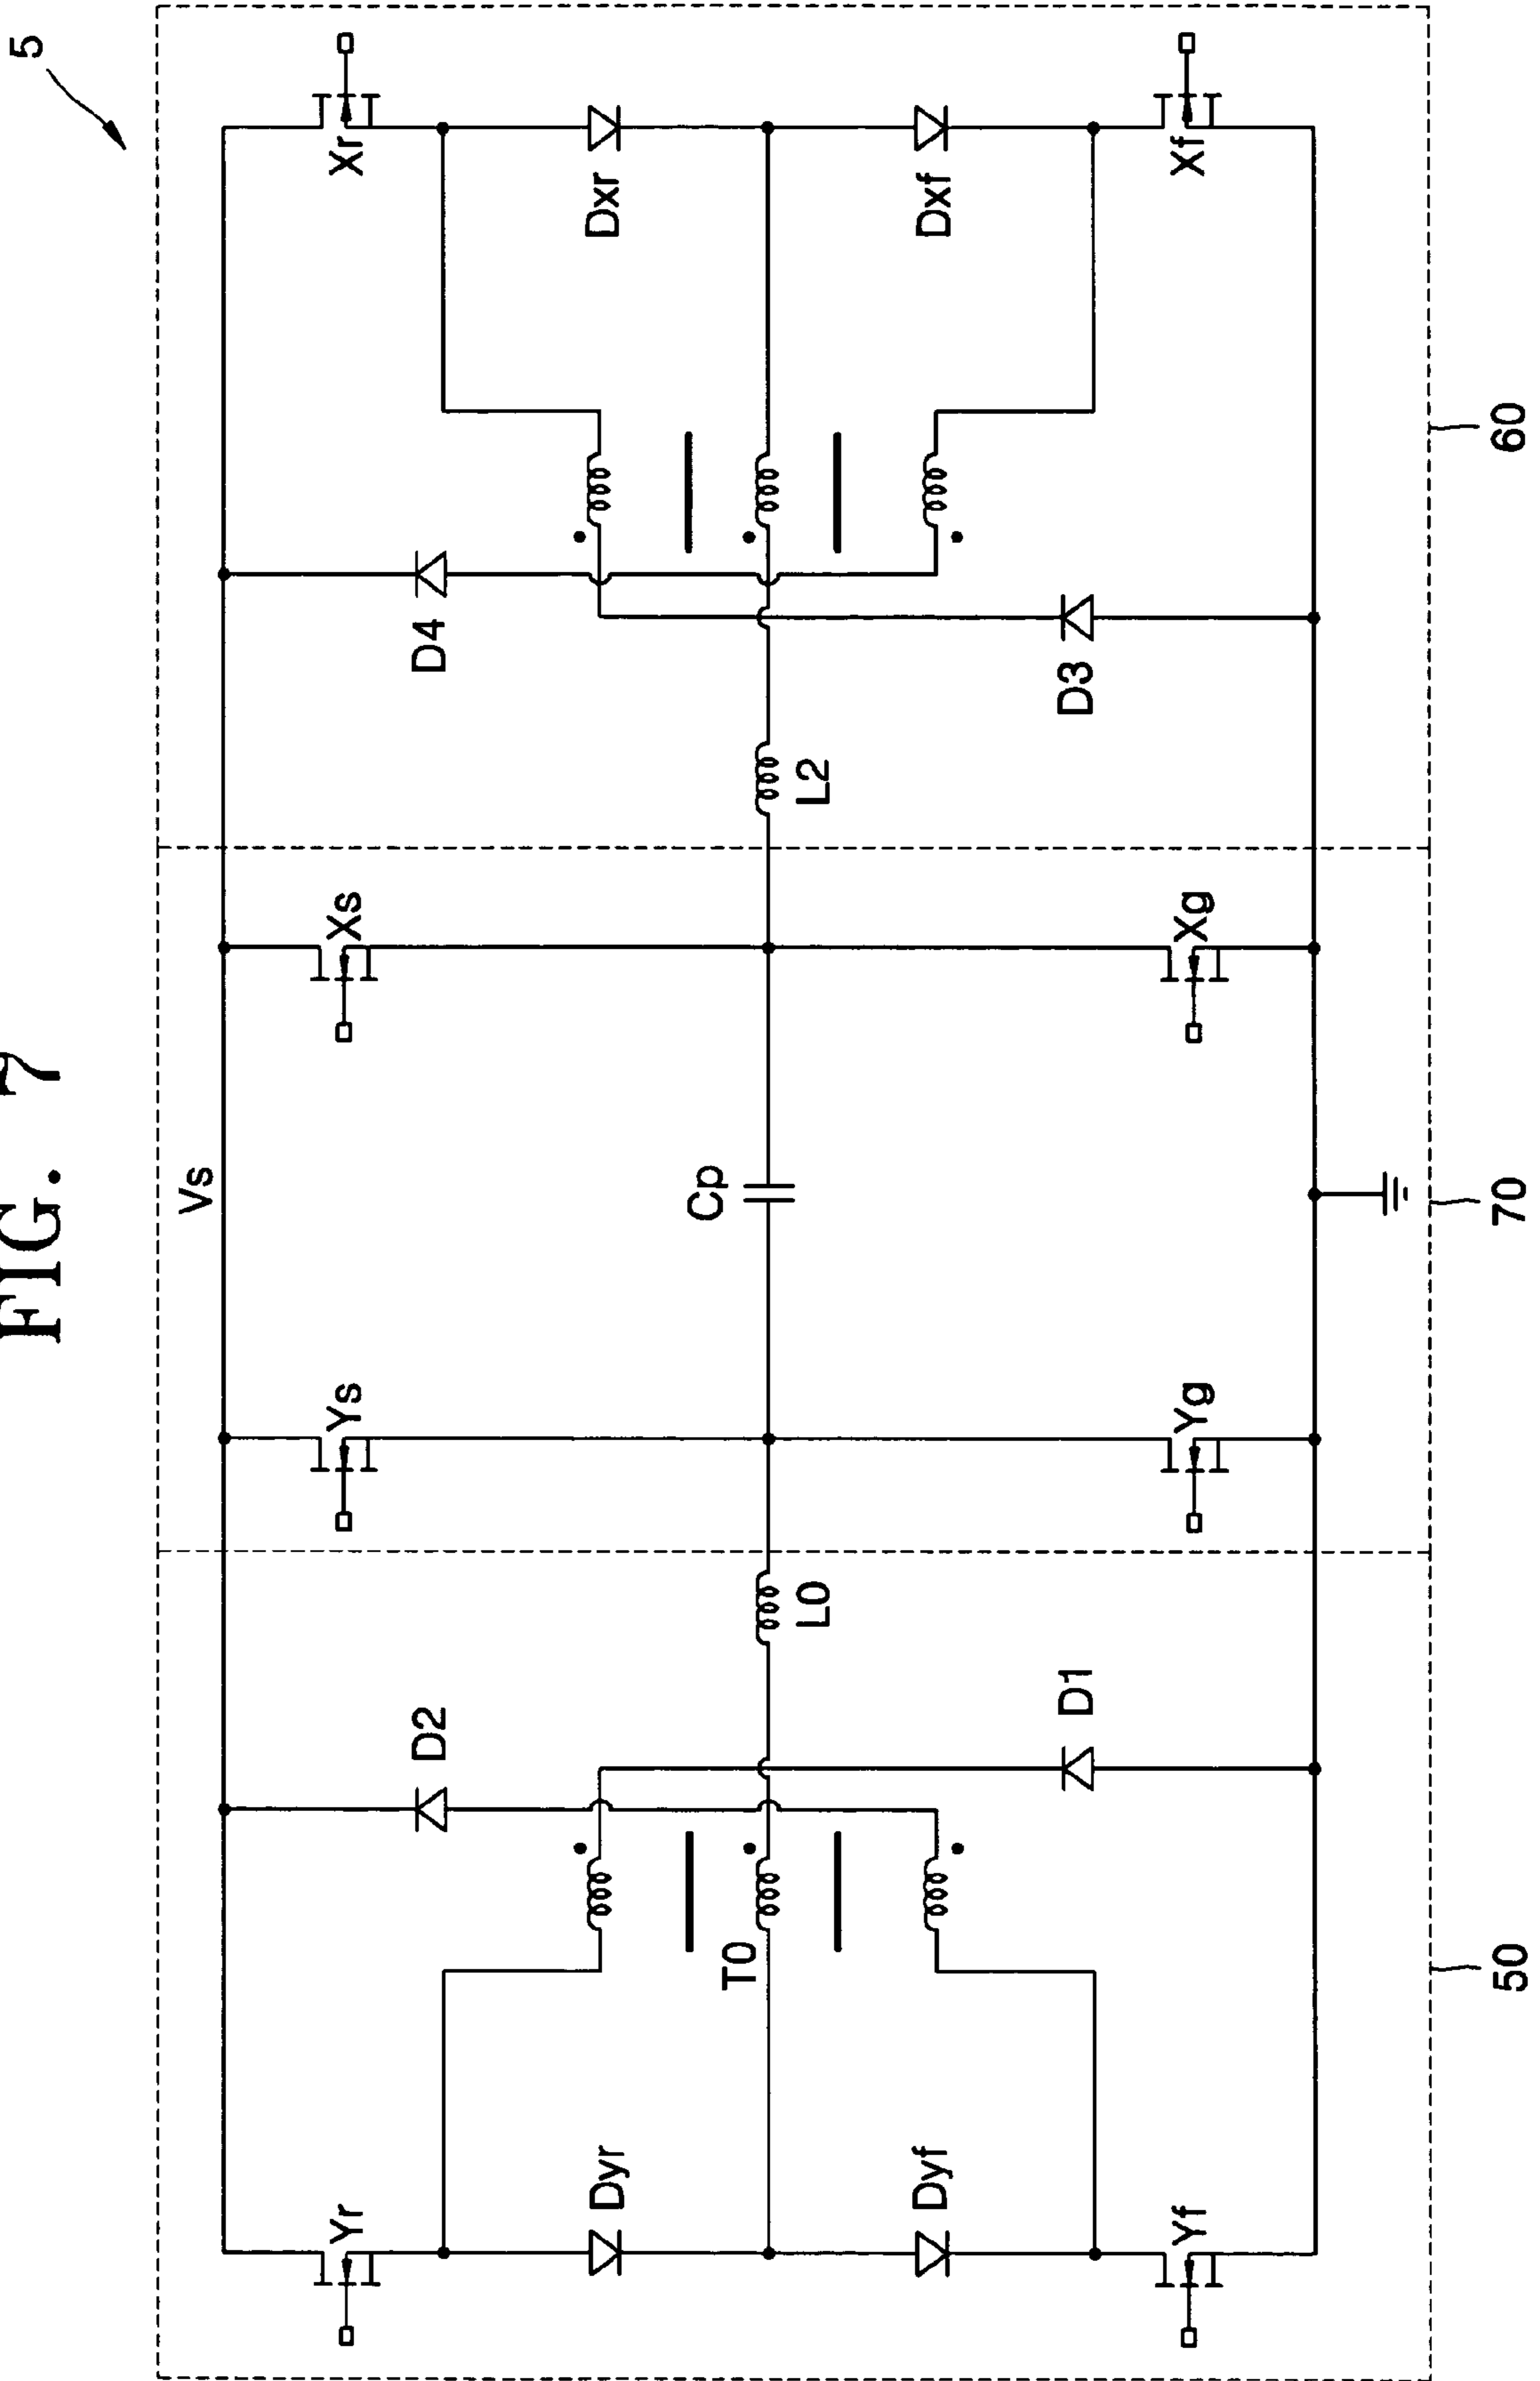 FIG. 7
5
Vs
Yr
Ys
Xs
Xr
D2
D4
Dyr
Dxr
T0
Cp
L0
L2
Dyf
Dxf
D1
D3
Yf
Yg
Xg
Xf
50
70
60